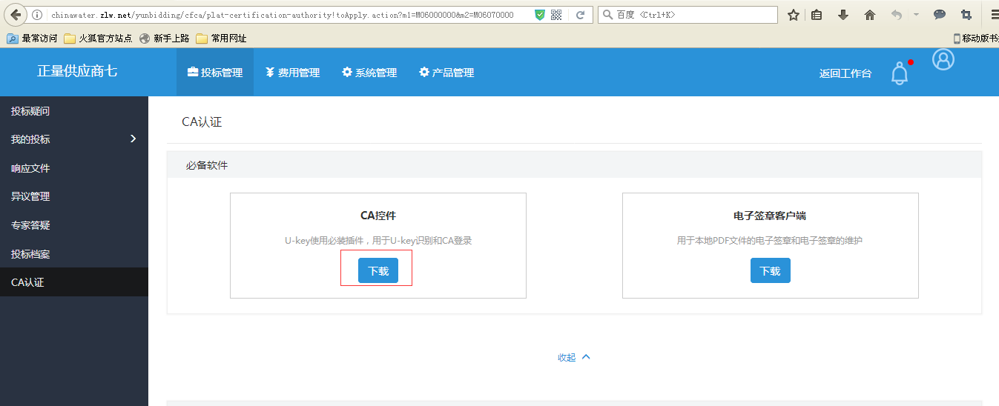 chinawater.zlw.net/yunbidding/cfca/plat-certification-authority!toApply.action?m1=M06000000&m2=M06070000
百度 <Ctrl+K>
最常访问 火狐官方站点 新手上路 常用网址
正量供应商七 投标管理 费用管理 系统管理 产品管理 返回工作台
投标疑问
我的投标
响应文件
异议管理
专家答疑
投标档案
CA认证
CA认证
必备软件
CA控件
U-key使用必装插件，用于U-key识别和CA登录
下载
电子签章客户端
用于本地PDF文件的电子签章和电子签章的维护
下载
收起